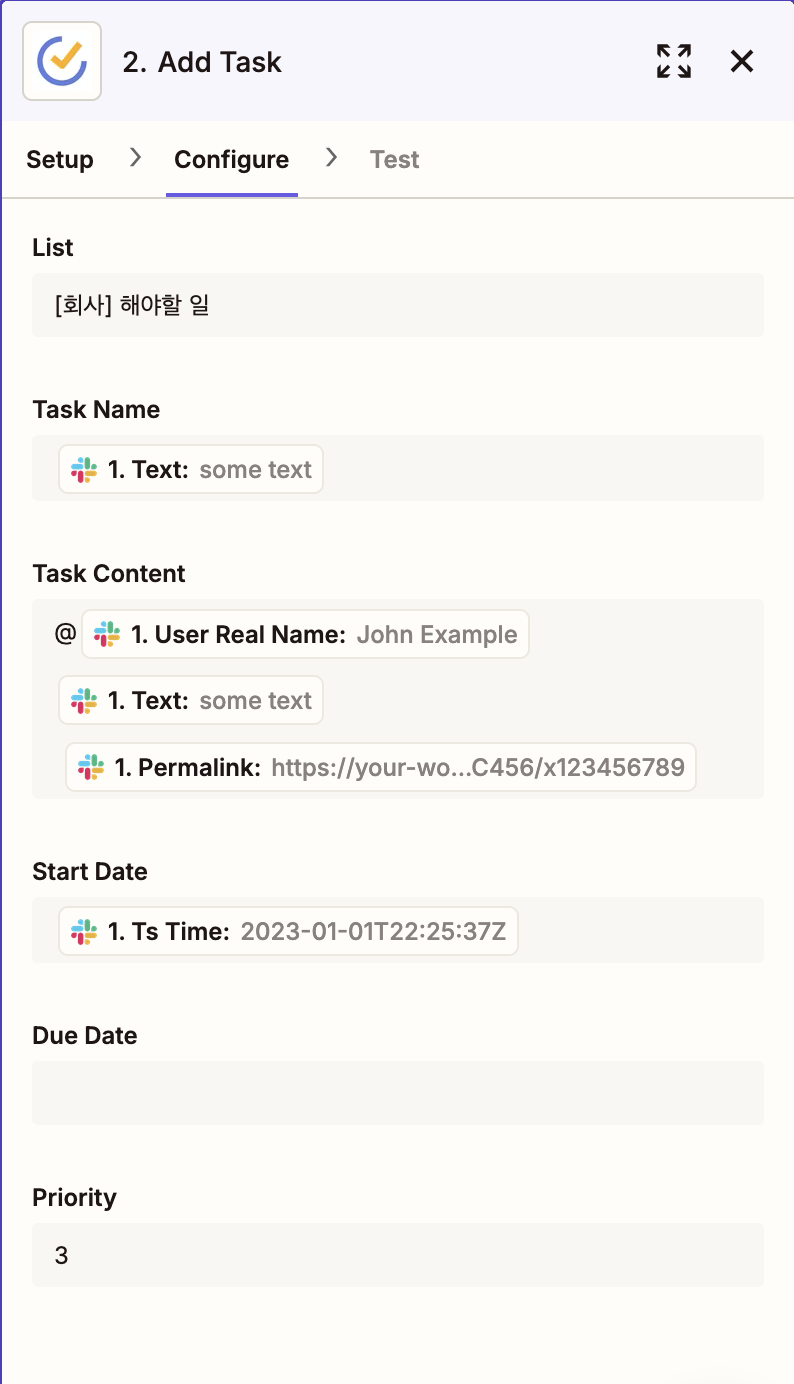 2. Add Task
Setup > Configure > Test
List
[회사] 해야할 일
Task Name
1. Text: some text
Task Content
@ 1. User Real Name: John Example
1. Text: some text
1. Permalink: https://your-wo...C456/x123456789
Start Date
1. Ts Time: 2023-01-01T22:25:37Z
Due Date
Priority
3